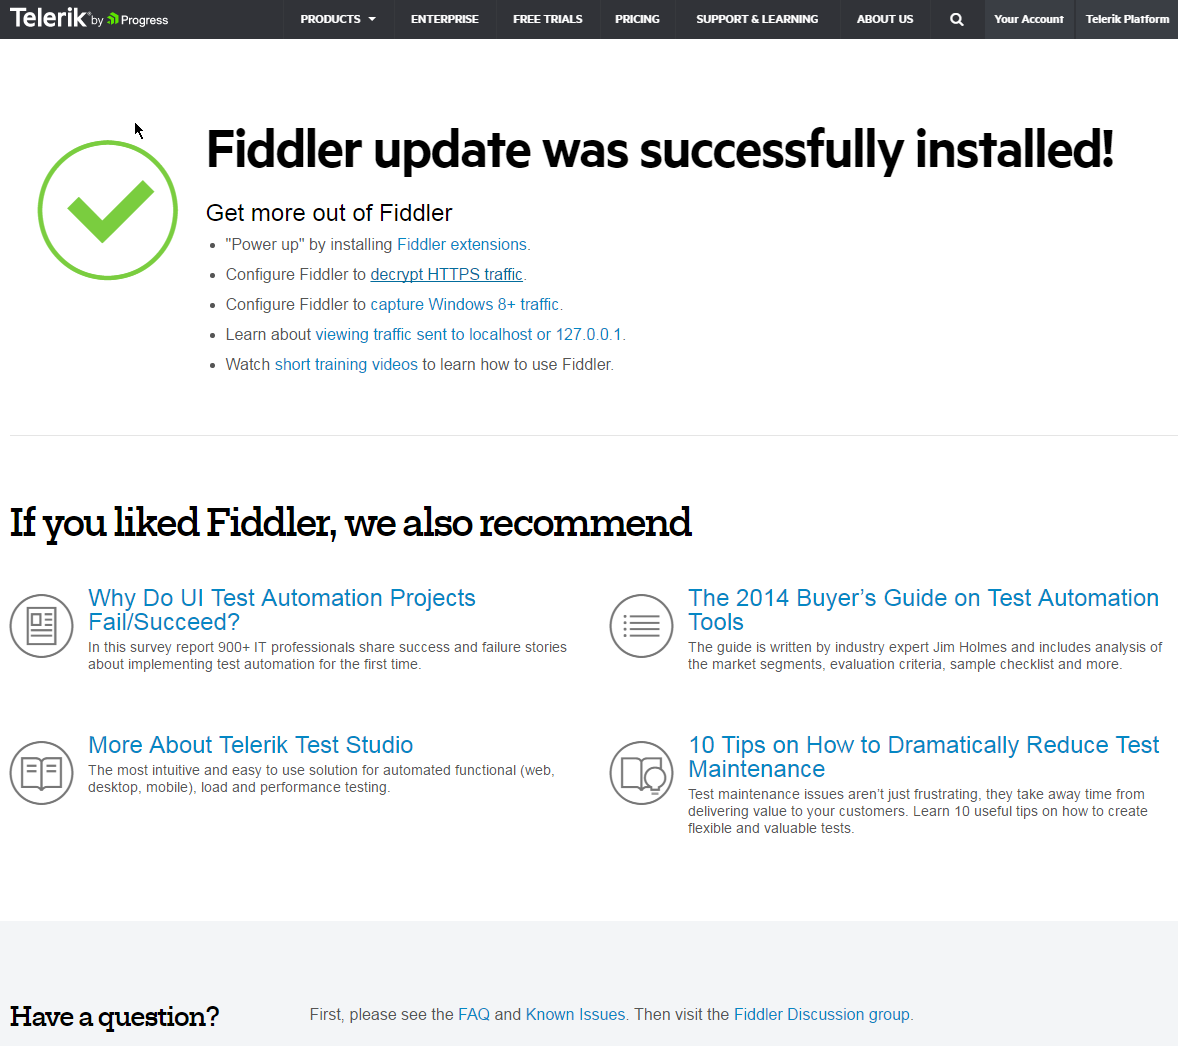 Telerik by Progress PRODUCTS ENTERPRISE FREE TRIALS PRICING SUPPORT & LEARNING ABOUT US Your Account Telerik Platform
Fiddler update was successfully installed!
Get more out of Fiddler
• "Power up" by installing Fiddler extensions.
• Configure Fiddler to decrypt HTTPS traffic.
• Configure Fiddler to capture Windows 8+ traffic.
• Learn about viewing traffic sent to localhost or 127.0.0.1.
• Watch short training videos to learn how to use Fiddler.
If you liked Fiddler, we also recommend
Why Do UI Test Automation Projects
Fail/Succeed?
In this survey report 900+ IT professionals share success and failure stories
about implementing test automation for the first time.
The 2014 Buyer’s Guide on Test Automation
Tools
The guide is written by industry expert Jim Holmes and includes analysis of
the market segments, evaluation criteria, sample checklist and more.
More About Telerik Test Studio
The most intuitive and easy to use solution for automated functional (web,
desktop, mobile), load and performance testing.
10 Tips on How to Dramatically Reduce Test
Maintenance
Test maintenance issues aren’t just frustrating, they take away time from
delivering value to your customers. Learn 10 useful tips on how to create
flexible and valuable tests.
Have a question?
First, please see the FAQ and Known Issues. Then visit the Fiddler Discussion group.